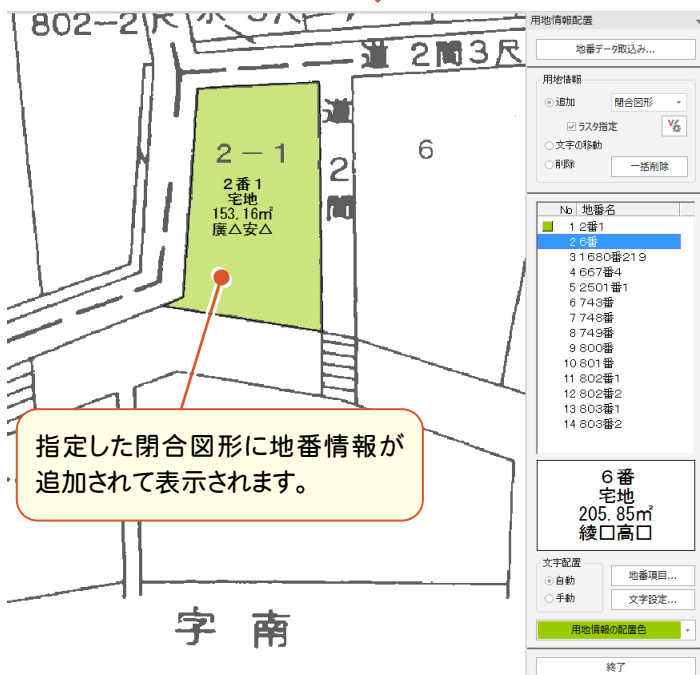 802-2
道 2間3尺
道
2
間
2-1
6
2番1
宅地
153.16㎡
廣△安△
指定した閉合図形に地番情報が
追加されて表示されます。
字 南
用地情報配置
地番データ取込み...
用地情報
追加
閉合図形
ラスタ指定
文字の移動
削除
一括削除
No 地番名
1 2番1
2 6番
3 1680番219
4 667番4
5 2501番1
6 743番
7 748番
8 749番
9 800番
10 801番
11 802番1
12 802番2
13 803番1
14 803番2
6番
宅地
205.85㎡
綾□高□
文字配置
自動
地番項目...
手動
文字設定...
用地情報の配置色
終了